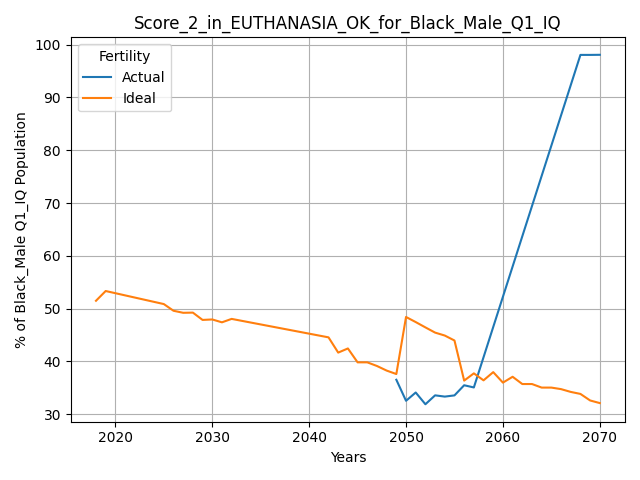 Score_2_in_EUTHANASIA_OK_for_Black_Male_Q1_IQ
% of Black_Male Q1_IQ Population
100
90
80
70
60
50
40
30
Fertility
Actual
Ideal
2020
2030
2040
2050
2060
2070
Years